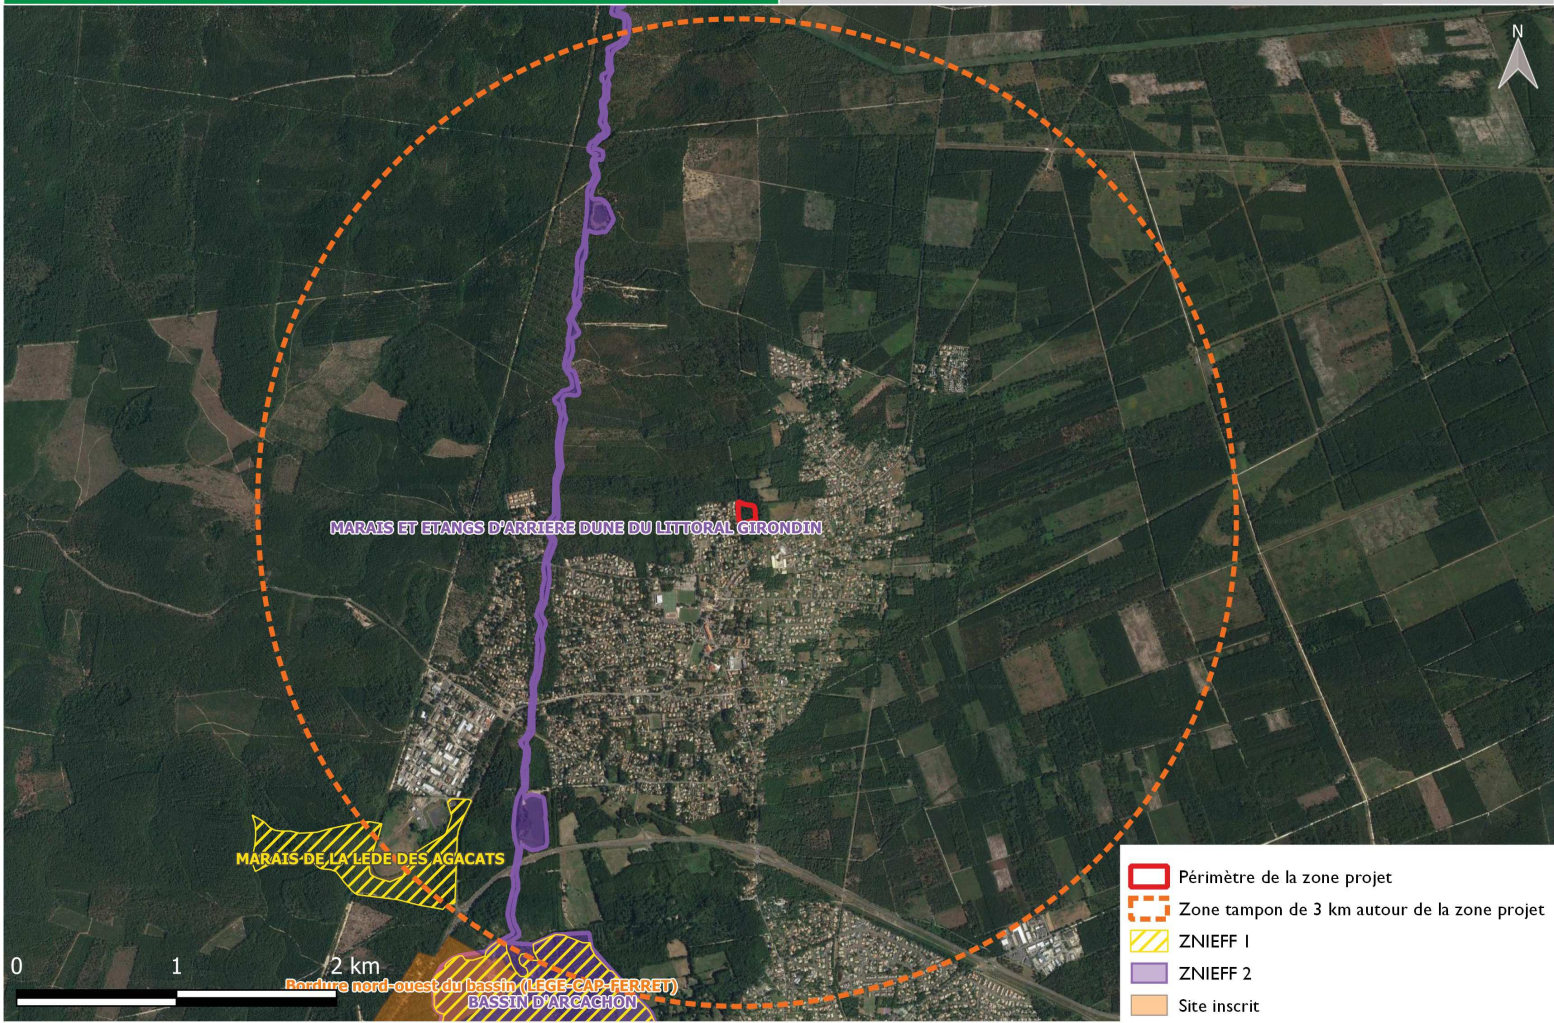 N
MARAIS ET ETANGS D'ARRIERE DUNE DU LITTORAL GIRONDIN
MARAIS DE LA LEDE DES AGACATS
0 1 2 km
Bordure nord-ouest du bassin (LEGE-CAP-FERRET)
BASSIN D'ARCACHON
Périmètre de la zone projet
Zone tampon de 3 km autour de la zone projet
ZNIEFF 1
ZNIEFF 2
Site inscrit